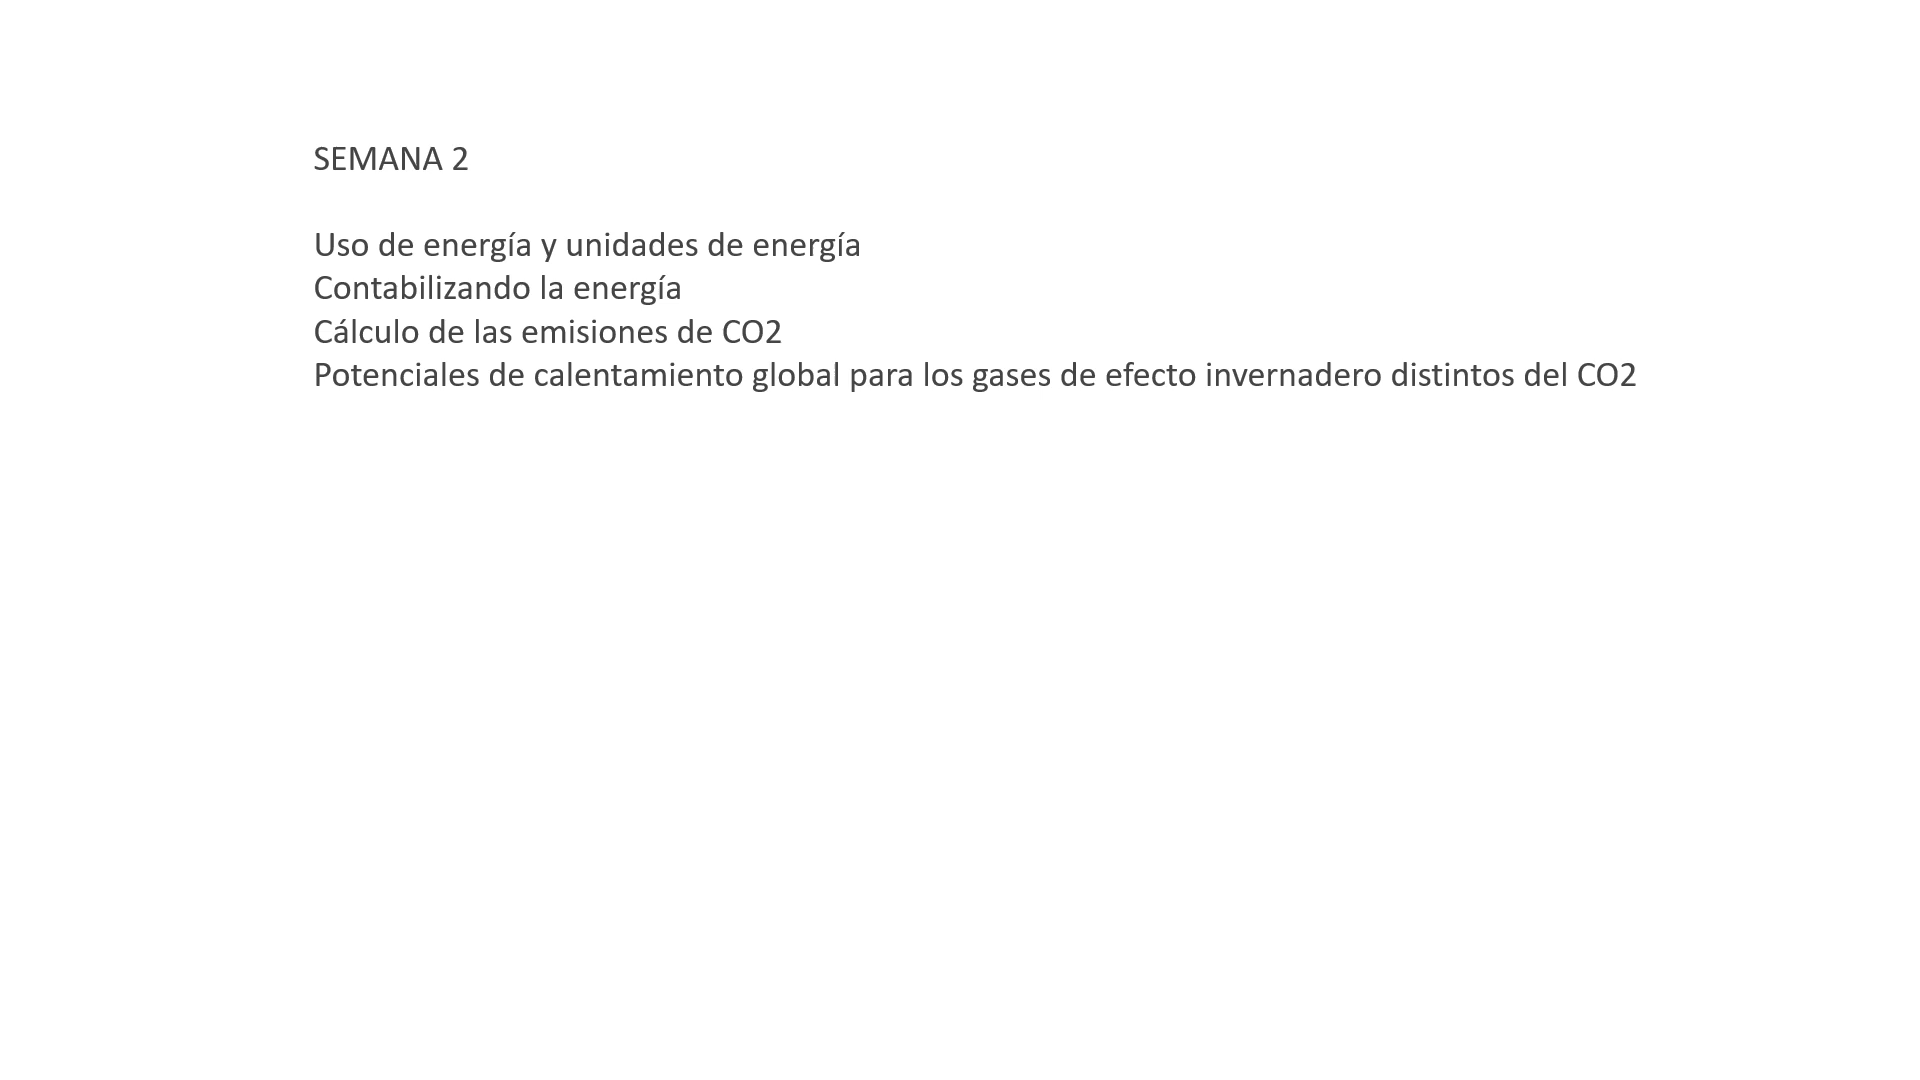 SEMANA 2
Uso de energía y unidades de energía
Contabilizando la energía
Cálculo de las emisiones de CO2
Potenciales de calentamiento global para los gases de efecto invernadero distintos del CO2